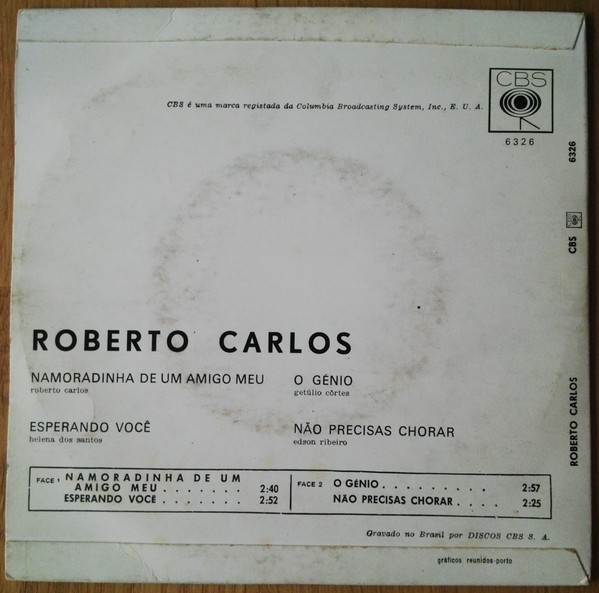 CBS é uma marca registada da Columbia Broadcasting System, Inc., E. U. A.
CBS
6326
6326
CBS
ROBERTO CARLOS
ROBERTO CARLOS
NAMORADINHA DE UM AMIGO MEU
roberto carlos
O GÉNIO
getúlio côrtes
ESPERANDO VOCÊ
helena dos santos
NÃO PRECISAS CHORAR
edson ribeiro
FACE 1 NAMORADINHA DE UM
AMIGO MEU . . . . . . . 2:40
ESPERANDO VOCÊ . . . . . . . 2:52
FACE 2 O GÉNIO . . . . . . . . . 2:57
NÃO PRECISAS CHORAR . . . . 2:25
Gravado no Brasil por DISCOS CBS S. A.
gráficos reunidos-porto